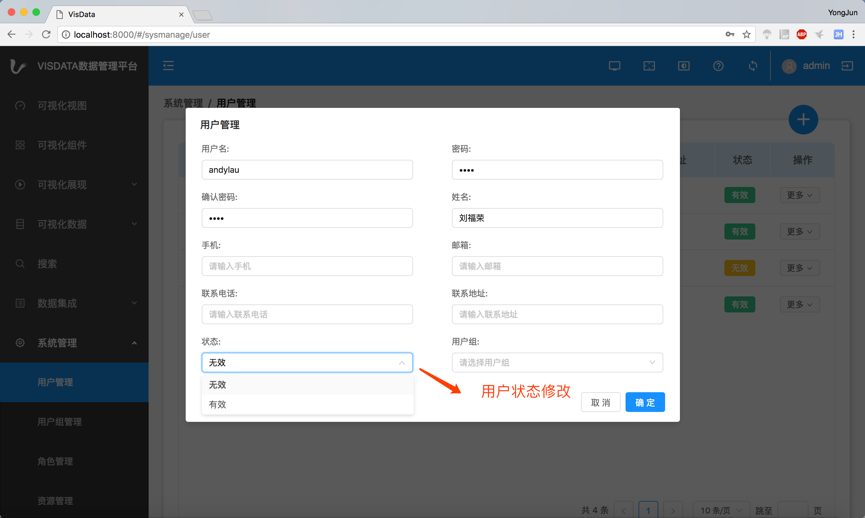 VisData
YongJun
localhost:8000/#/sysmanage/user
ABP
JH
VISDATA数据管理平台
admin
可视化视图
可视化组件
可视化展现
可视化数据
搜索
数据集成
系统管理
用户管理
用户组管理
角色管理
资源管理
系统管理 / 用户管理
址
状态
操作
有效
更多
有效
更多
无效
更多
有效
更多
用户管理
用户名:
密码:
andylau
••••
确认密码:
姓名:
••••
刘福荣
手机:
邮箱:
请输入手机
请输入邮箱
联系电话:
联系地址:
请输入联系电话
请输入联系地址
状态:
用户组:
无效
请选择用户组
无效
有效
用户状态修改
取 消
确 定
共 4 条
<
1
>
10 条/页
跳至
页